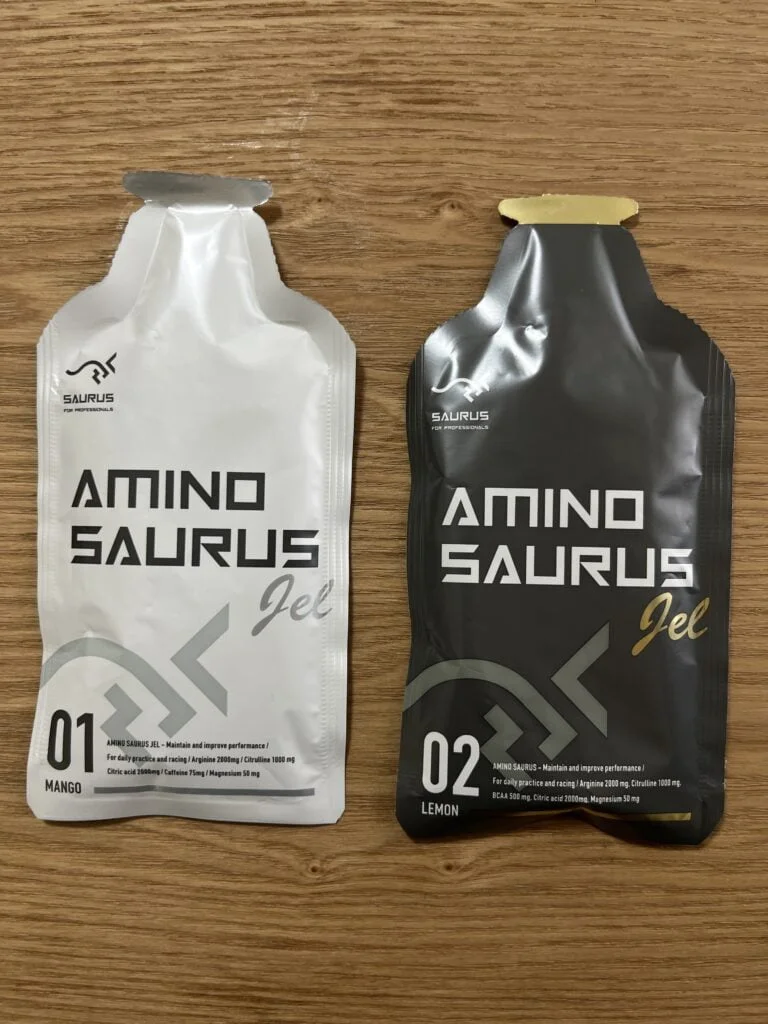 SAURUS
FOR PROFESSIONALS
AMINO
SAURUS
Jel
01
MANGO
AMINO SAURUS JEL – Maintain and improve performance /
For daily practice and racing / Arginine 2000mg / Citrulline 1000 mg
Citric acid 2000mg / Caffeine 75mg / Magnesium 50 mg
SAURUS
FOR PROFESSIONALS
AMINO
SAURUS
Jel
02
LEMON
AMINO SAURUS – Maintain and improve performance /
For daily practice and racing / Arginine 2000 mg, Citrulline 1000 mg,
BCAA 500 mg, Citric acid 2000mg, Magnesium 50 mg